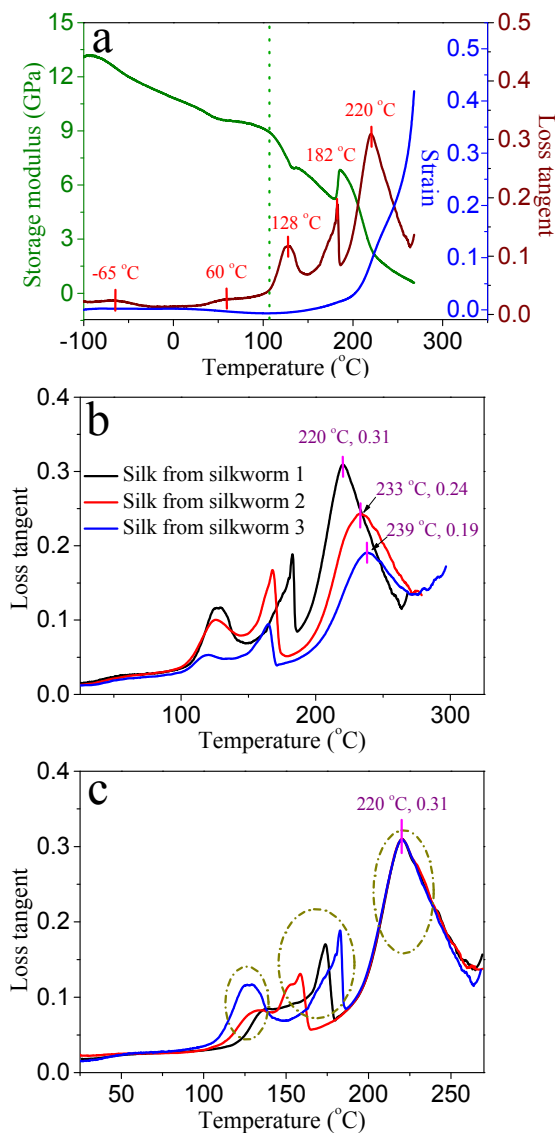 a
Storage modulus (GPa)
15
12
9
6
3
0
-65 °C
60 °C
128 °C
182 °C
220 °C
0.5
0.4
0.3
0.2
0.1
0.0
Strain
0.5
0.4
0.3
0.2
0.1
0.0
Loss tangent
-100
0
100
200
300
Temperature (°C)
b
Loss tangent
0.4
0.3
0.2
0.1
0.0
220 °C, 0.31
233 °C, 0.24
239 °C, 0.19
Silk from silkworm 1
Silk from silkworm 2
Silk from silkworm 3
100
200
300
Temperature (°C)
c
Loss tangent
0.4
0.3
0.2
0.1
0.0
220 °C, 0.31
50
100
150
200
250
Temperature (°C)